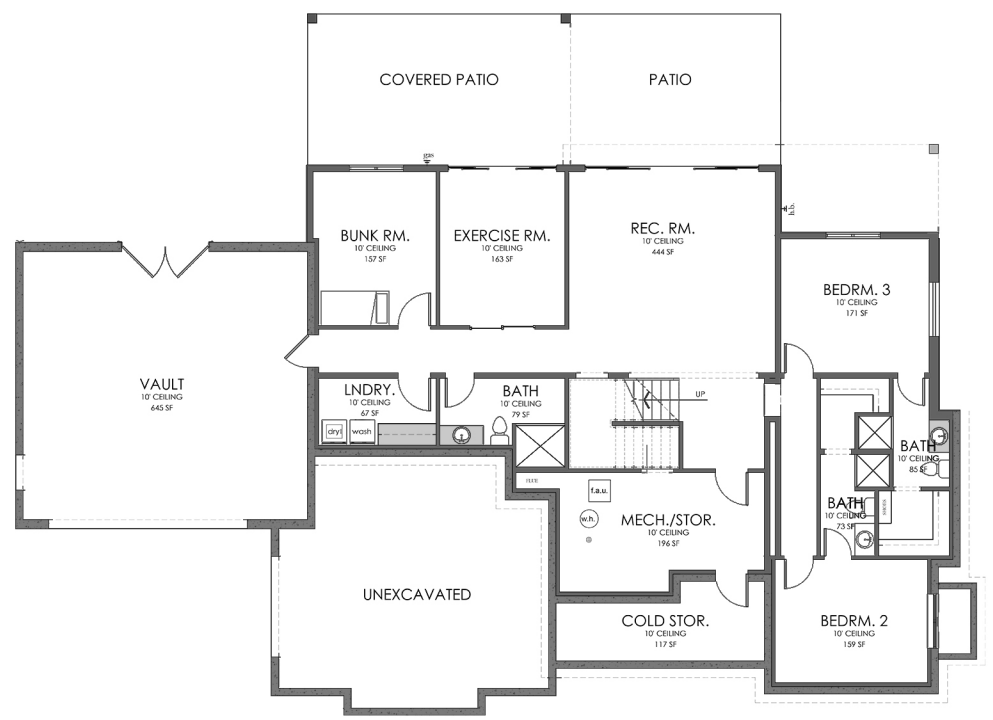 COVERED PATIO
PATIO
gas
h.b.
BUNK RM.
10' CEILING
157 SF
EXERCISE RM.
10' CEILING
163 SF
REC. RM.
10' CEILING
444 SF
BEDRM. 3
10' CEILING
171 SF
VAULT
10' CEILING
645 SF
LNDRY.
10' CEILING
67 SF
dry
wash
BATH
10' CEILING
79 SF
UP
BATH
10' CEILING
85 SF
f.a.u.
w.h.
MECH./STOR.
10' CEILING
196 SF
BATH
10' CEILING
73 SF
UNEXCAVATED
COLD STOR.
10' CEILING
117 SF
BEDRM. 2
10' CEILING
159 SF